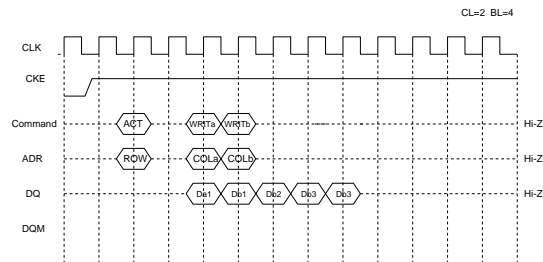 CL=2 BL=4
CLK
CKE
Command ACT WRITa WRITb Hi-Z
ADR ROW COLa COLb Hi-Z
DQ Da1 Db1 Db2 Db3 Db3 Hi-Z
DQM